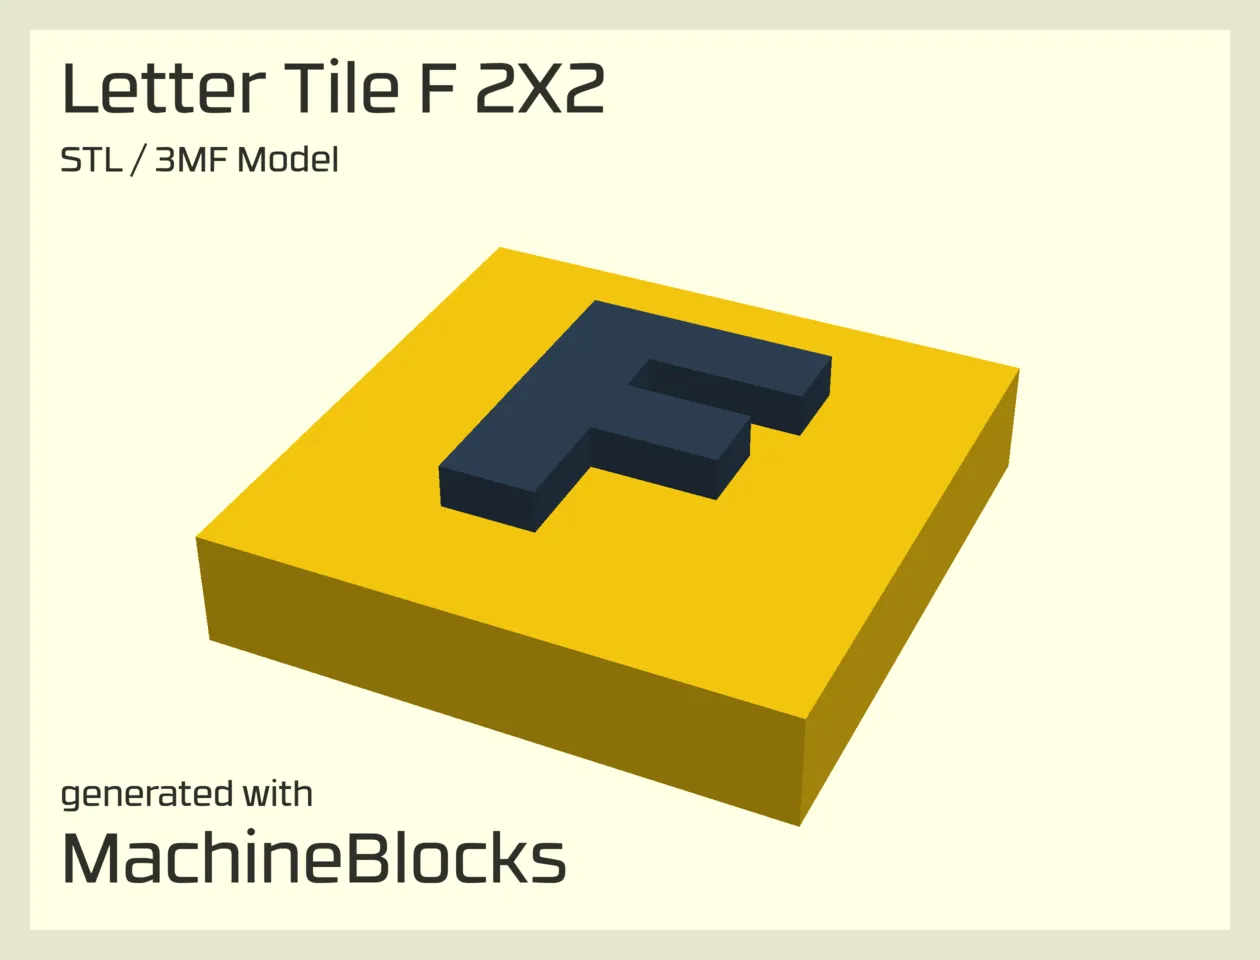 Letter Tile F 2X2
STL / 3MF Model
F
generated with
MachineBlocks